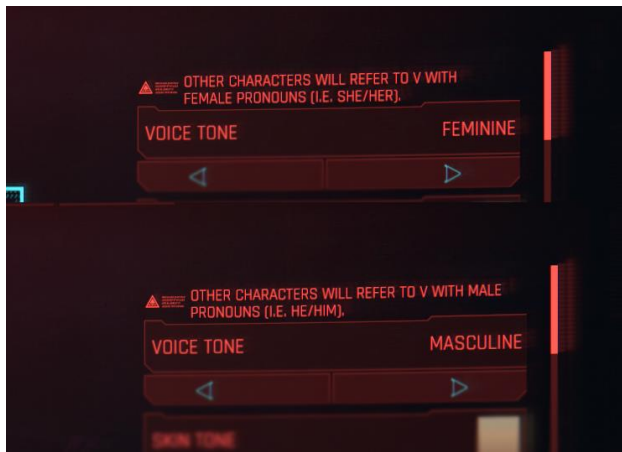 OTHER CHARACTERS WILL REFER TO V WITH
FEMALE PRONOUNS (I.E. SHE/HER).
VOICE TONE FEMININE
OTHER CHARACTERS WILL REFER TO V WITH MALE
PRONOUNS (I.E. HE/HIM).
VOICE TONE MASCULINE
SKIN TONE